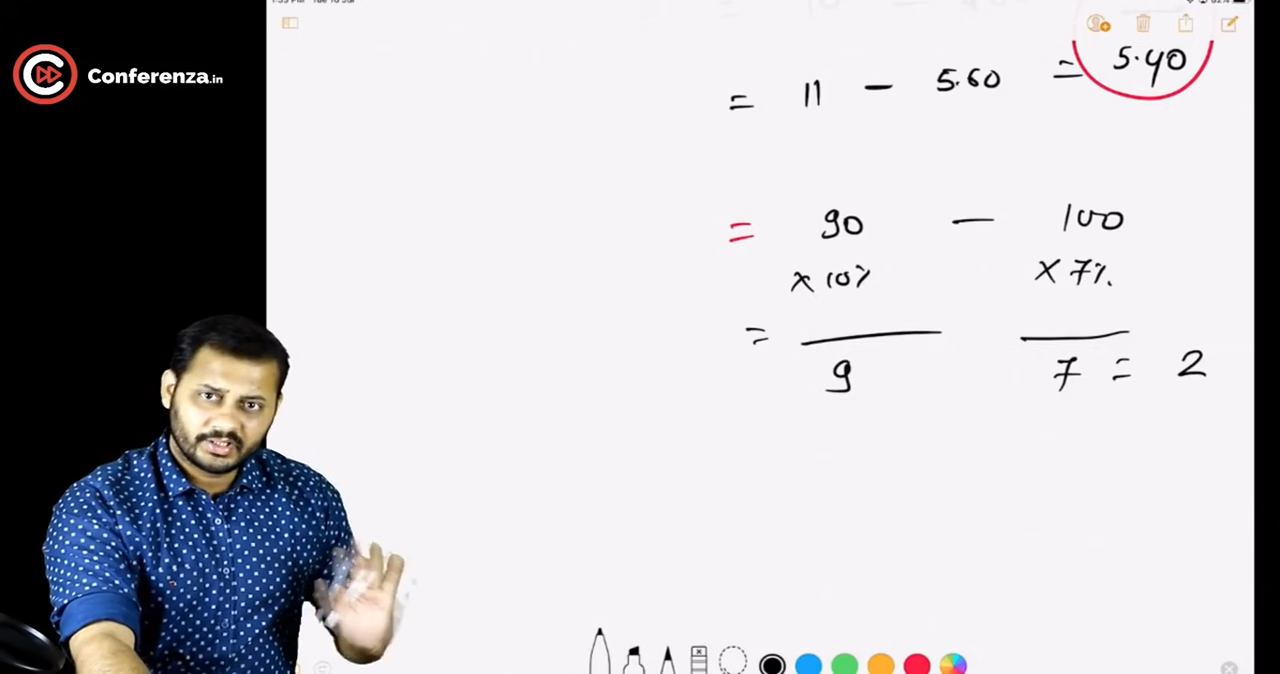 Conferenza.in
= 11 - 5.60 = 5.40
= 90 - 100
x 10% x 7%
= 9 7 = 2